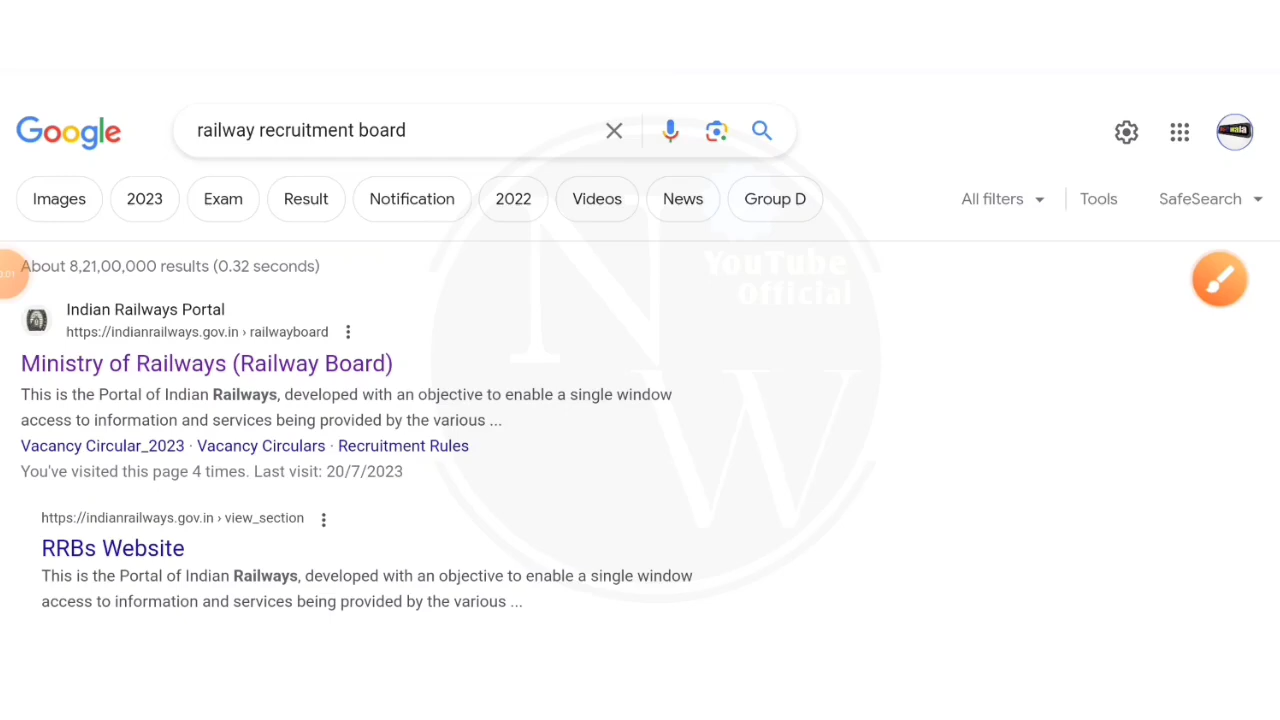 Google
railway recruitment board
Images
2023
Exam
Result
Notification
2022
Videos
News
Group D
All filters
Tools
SafeSearch
About 8,21,00,000 results (0.32 seconds)
YouTube
Official
N
W
Indian Railways Portal
https://indianrailways.gov.in › railwayboard
Ministry of Railways (Railway Board)
This is the Portal of Indian Railways, developed with an objective to enable a single window
access to information and services being provided by the various ...
Vacancy Circular_2023 · Vacancy Circulars · Recruitment Rules
You've visited this page 4 times. Last visit: 20/7/2023
https://indianrailways.gov.in › view_section
RRBs Website
This is the Portal of Indian Railways, developed with an objective to enable a single window
access to information and services being provided by the various ...